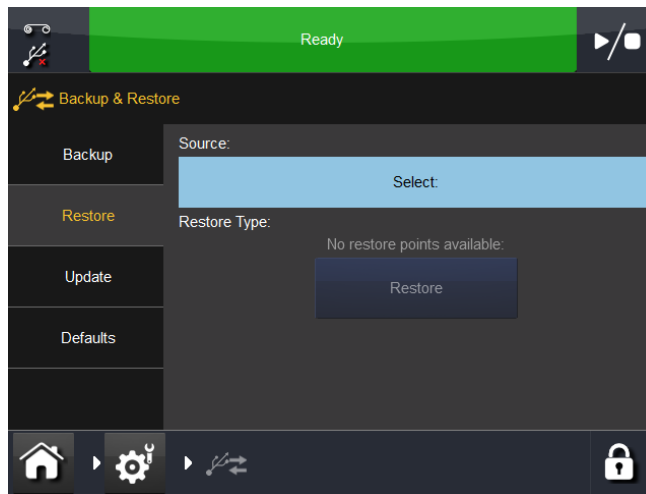 Ready
Backup & Restore
Backup
Restore
Update
Defaults
Source:
Select:
Restore Type:
No restore points available:
Restore